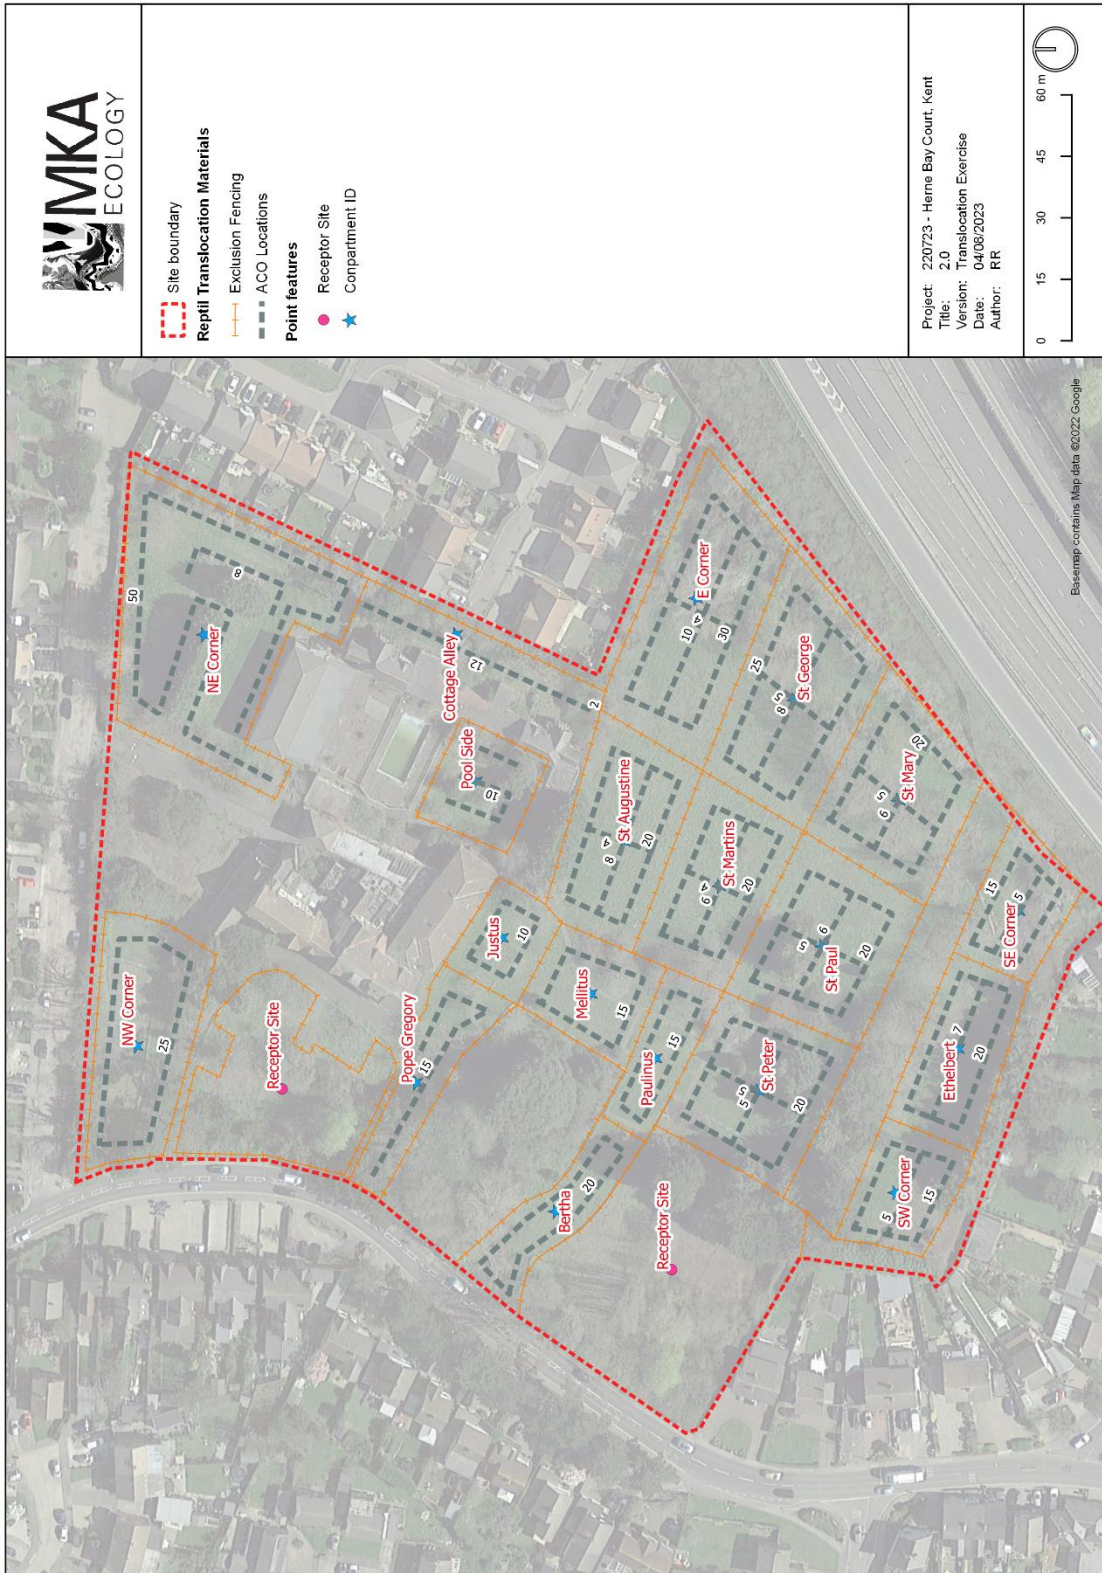 MKA
ECOLOGY
Site boundary
Reptil Translocation Materials
Exclusion Fencing
ACO Locations
Point features
Receptor Site
Conpartment ID
Project: 220723 - Herne Bay Court, Kent
Title: 2.0
Version: Translocation Exercise
Date: 04/08/2023
Author: RR
0 15 30 45 60 m
Basemap contains Map data ©2022 Google
NW Corner
25
Receptor Site
Pope Gregory
15
Bertha
20
Receptor Site
NE Corner
50
8
Cottage Alley
12
2
Pool Side
10
Justus
10
Mellitus
15
Paulinus
15
St Augustine
8
4
20
St Martins
6
4
20
St Peter
5
5
20
St Paul
5
6
20
E Corner
10
4
30
St George
25
8
5
St Mary
6
5
20
SW Corner
5
15
Ethelbert
7
20
SE Corner
15
5